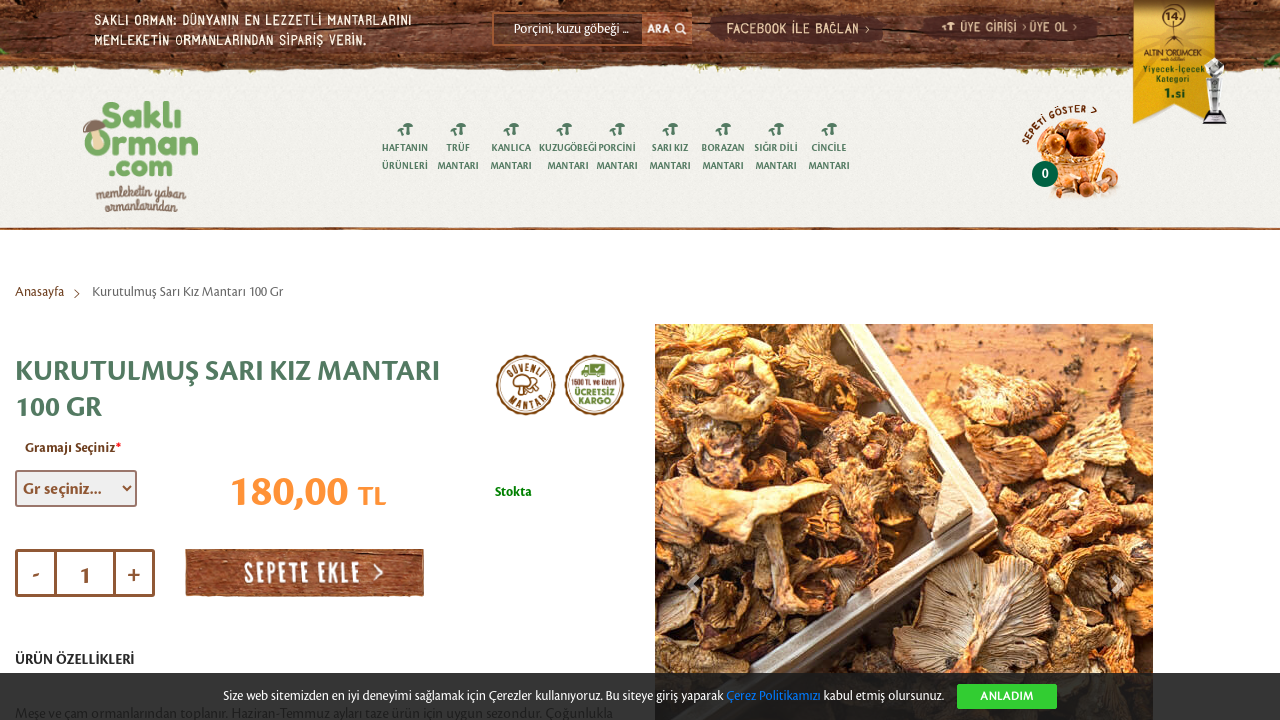 SAKLI ORMAN: DÜNYANIN EN LEZZETLİ MANTARLARINI
MEMLEKETİN ORMANLARINDAN SİPARİŞ VERİN.
Porçini, kuzu göbeği ...
ARA
FACEBOOK İLE BAĞLAN
ÜYE GİRİŞİ > ÜYE OL >
14.
ALTIN ÖRÜMCEK
web ödülleri
Yiyecek-İçecek
Kategori
1.si
Saklı
Orman
.com
memleketin yaban
ormanlarından
HAFTANIN
ÜRÜNLERİ
TRÜF
MANTARI
KANLICA
MANTARI
KUZUGÖBEĞİ
MANTARI
PORCİNİ
MANTARI
SARI KIZ
MANTARI
BORAZAN
MANTARI
SIĞIR DİLİ
MANTARI
CİNCİLE
MANTARI
SEPETİ GÖSTER >
0
Anasayfa > Kurutulmuş Sarı Kız Mantarı 100 Gr
KURUTULMUŞ SARI KIZ MANTARI
100 GR
GÜVENLİ
MANTAR
1500 TL ve üzeri
ÜCRETSİZ
KARGO
Gramajı Seçiniz*
Gr seçiniz...
180,00 TL
Stokta
- 1 +
SEPETE EKLE >
ÜRÜN ÖZELLİKLERİ
Size web sitemizden en iyi deneyimi sağlamak için Çerezler kullanıyoruz. Bu siteye giriş yaparak Çerez Politikamızı kabul etmiş olursunuz.
ANLADIM
Meşe ve çam ormanlarından toplanır. Haziran-Temmuz ayları taze ürün için uygun sezondur. Çoğunlukla